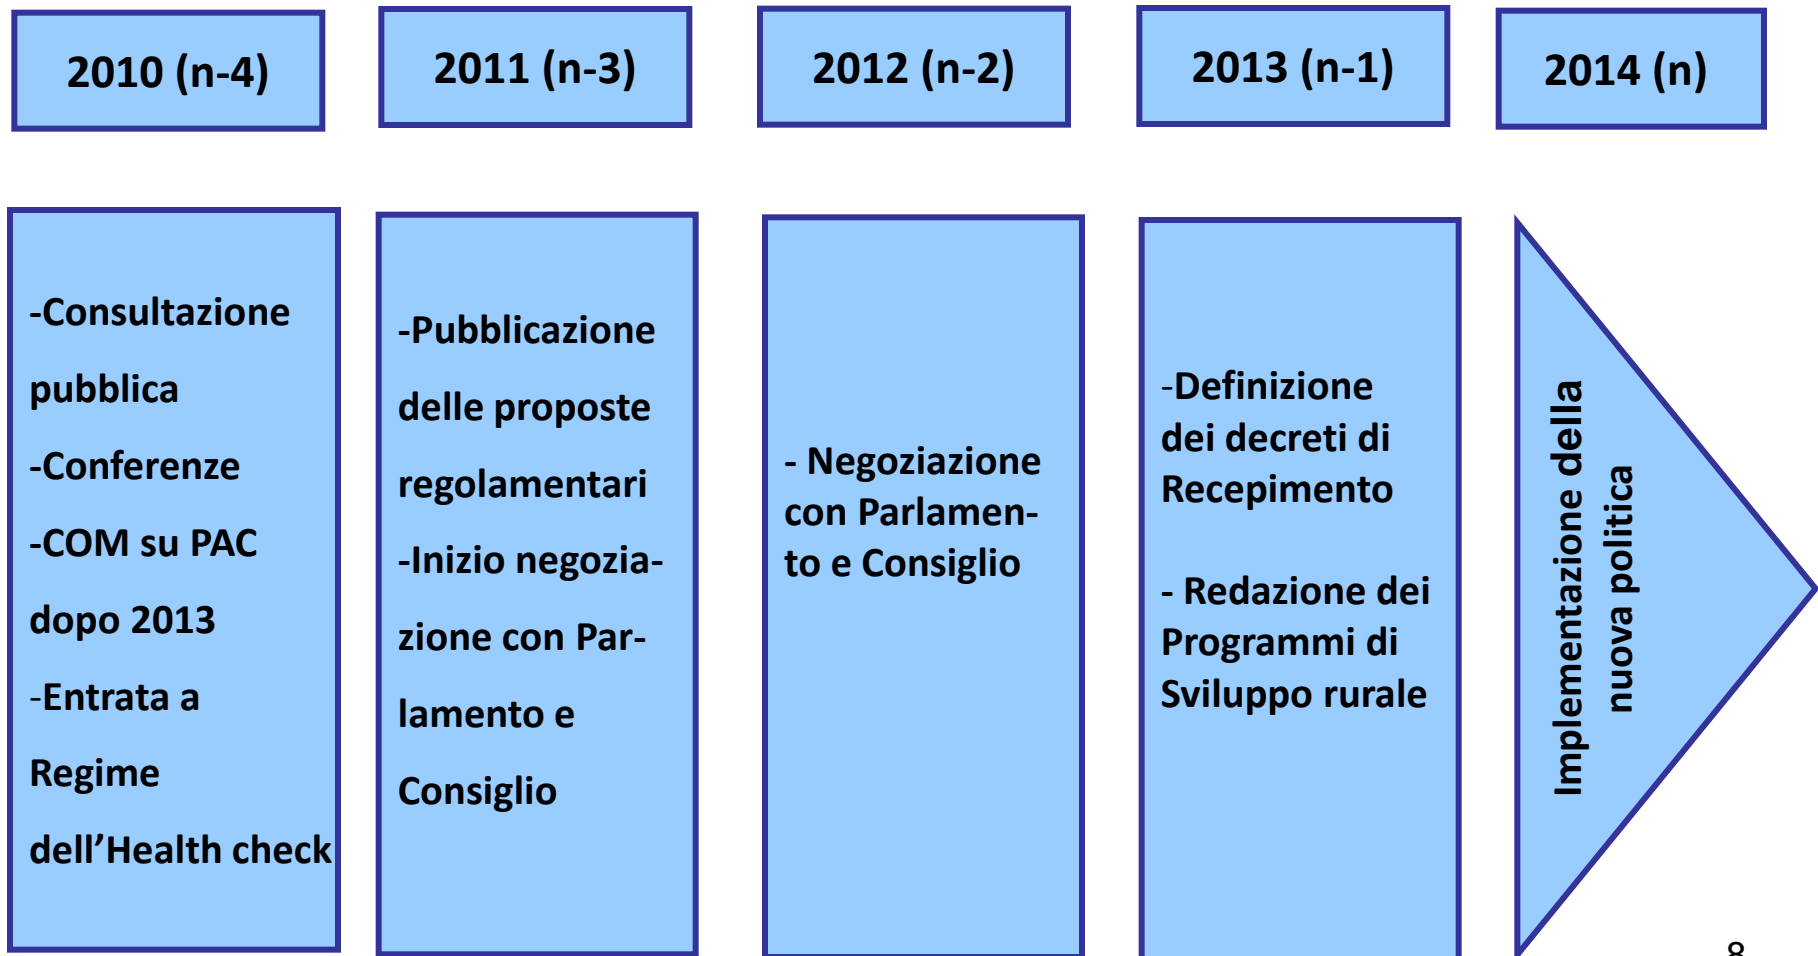 2010 (n-4)
2011 (n-3)
2012 (n-2)
2013 (n-1)
2014 (n)
-Consultazione
pubblica
-Conferenze
-COM su PAC
dopo 2013
-Entrata a
Regime
dell’Health check
-Pubblicazione
delle proposte
regolamentari
-Inizio negozia-
zione con Par-
lamento e
Consiglio
- Negoziazione
con Parlamen-
to e Consiglio
-Definizione
dei decreti di
Recepimento
- Redazione dei
Programmi di
Sviluppo rurale
Implementazione della
nuova politica
8